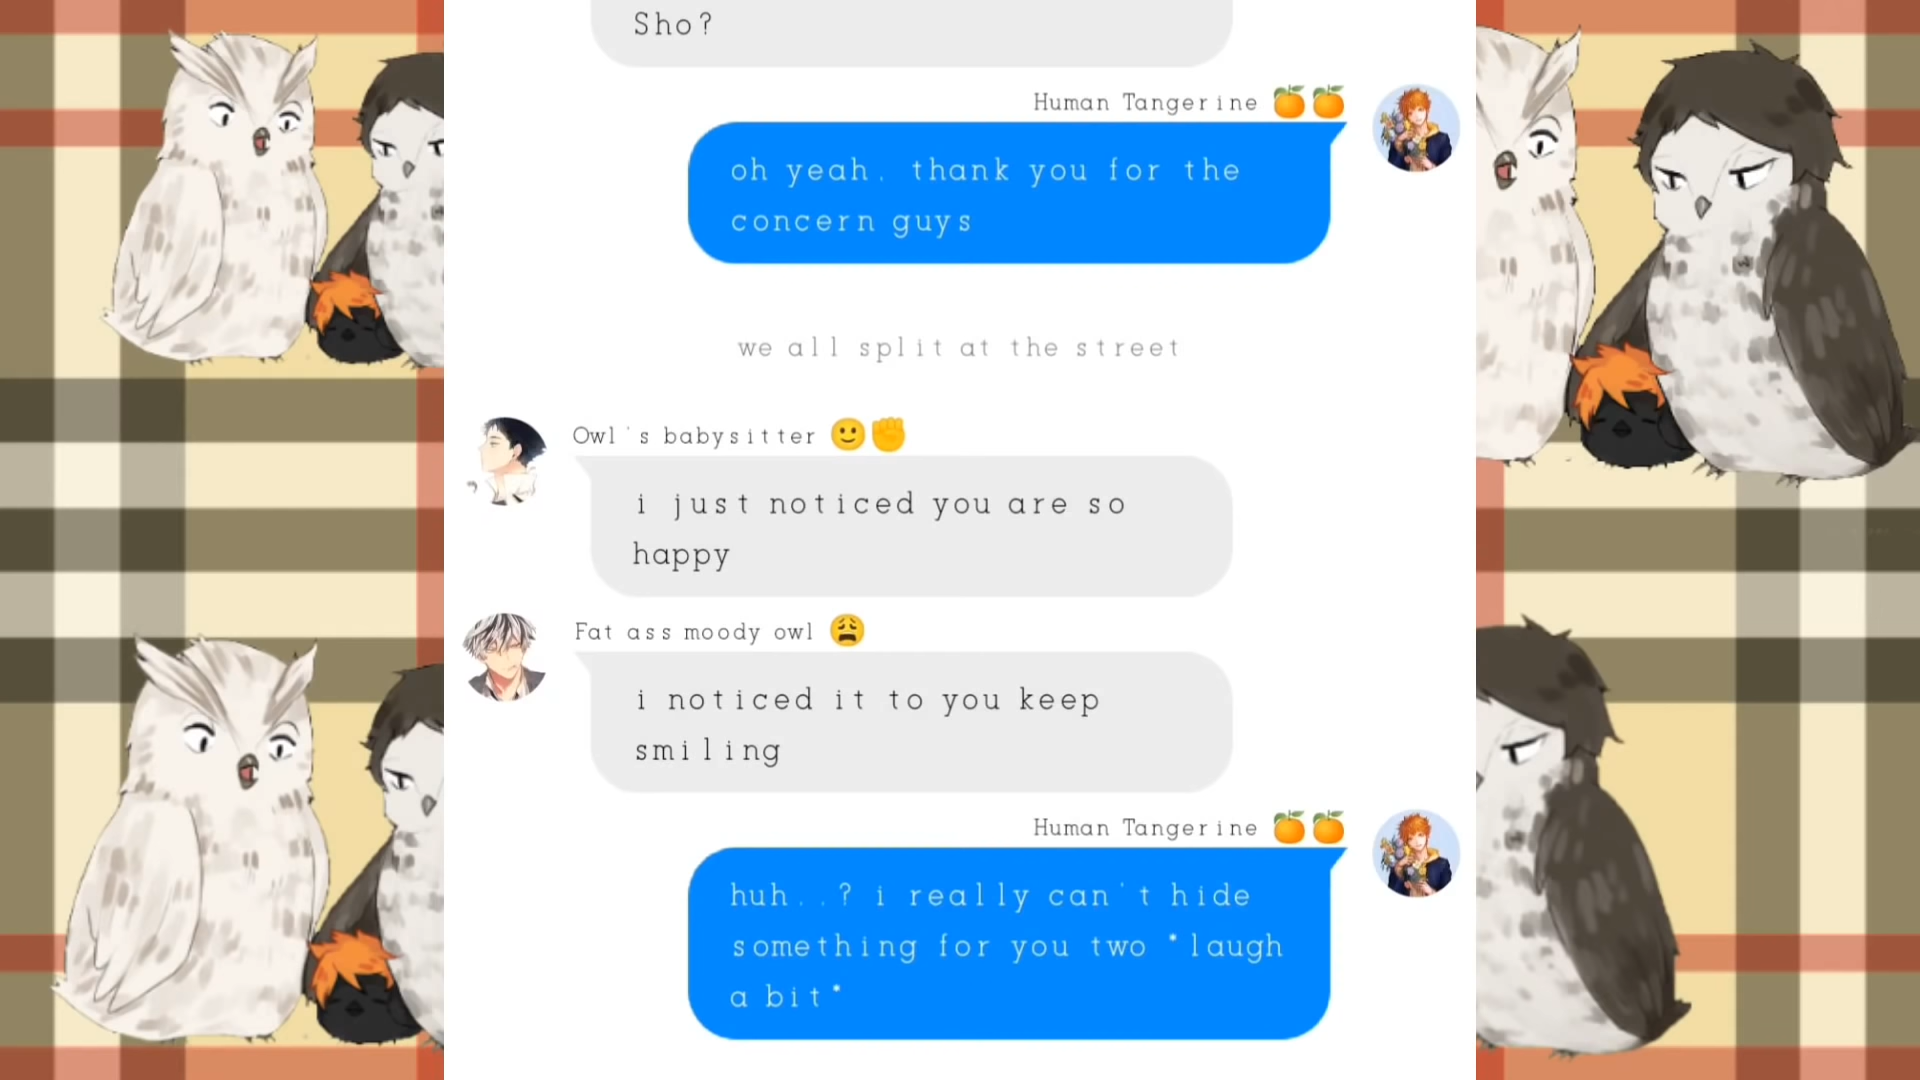 Sho?
Human Tangerine 🍊🍊
oh yeah. thank you for the
concern guys
we all split at the street
Owl's babysitter 🙂✊
i just noticed you are so
happy
Fat ass moody owl 😩
i noticed it to you keep
smiling
Human Tangerine 🍊🍊
huh..? i really can't hide
something for you two *laugh
a bit*